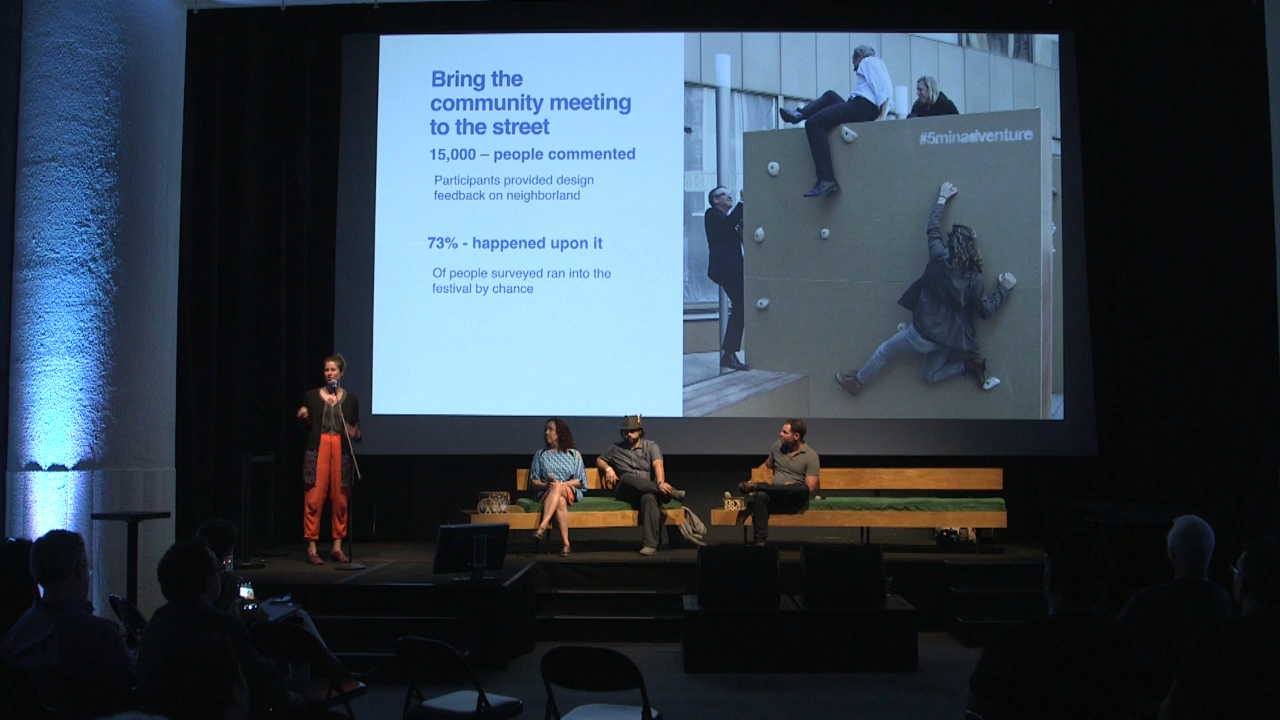 Bring the
community meeting
to the street
15,000 – people commented
Participants provided design
feedback on neighborland
73% - happened upon it
Of people surveyed ran into the
festival by chance
#5minadventure